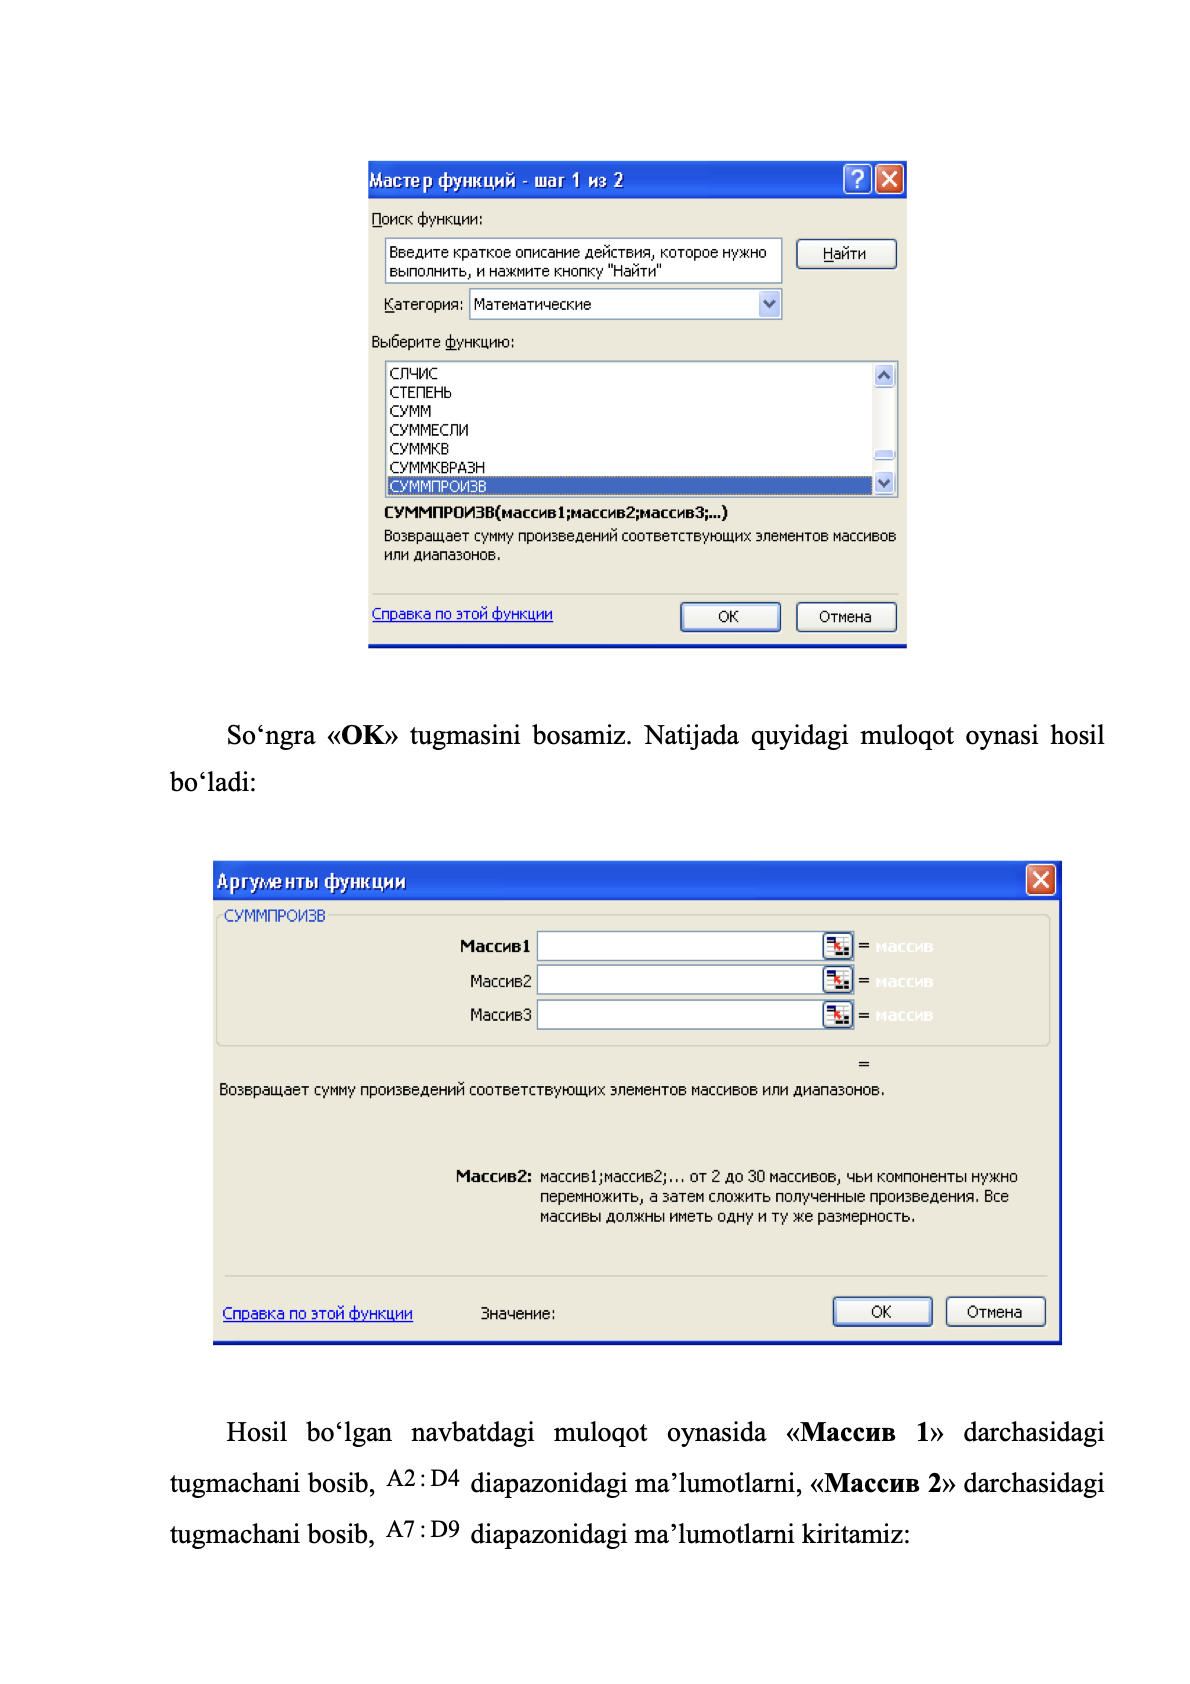 Мастер функций - шаг 1 из 2
Поиск функции:
Введите краткое описание действия, которое нужно
выполнить, и нажмите кнопку "Найти"
Найти
Категория: Математические
Выберите функцию:
СЛЧИС
СТЕПЕНЬ
СУММ
СУММЕСЛИ
СУММКВ
СУММКВРАЗН
СУММПРОИЗВ
СУММПРОИЗВ(массив1;массив2;массив3;...)
Возвращает сумму произведений соответствующих элементов массивов
или диапазонов.
Справка по этой функции
ОК
Отмена
So‘ngra «OK» tugmasini bosamiz. Natijada quyidagi muloqot oynasi hosil
bo‘ladi:
Аргументы функции
СУММПРОИЗВ
Массив1 = массив
Массив2 = массив
Массив3 = массив
=
Возвращает сумму произведений соответствующих элементов массивов или диапазонов.
Массив2: массив1;массив2;... от 2 до 30 массивов, чьи компоненты нужно
перемножить, а затем сложить полученные произведения. Все
массивы должны иметь одну и ту же размерность.
Справка по этой функции
Значение:
ОК
Отмена
Hosil bo‘lgan navbatdagi muloqot oynasida «Массив 1» darchasidagi
tugmachani bosib, A2 : D4 diapazonidagi ma’lumotlarni, «Массив 2» darchasidagi
tugmachani bosib, A7 : D9 diapazonidagi ma’lumotlarni kiritamiz: